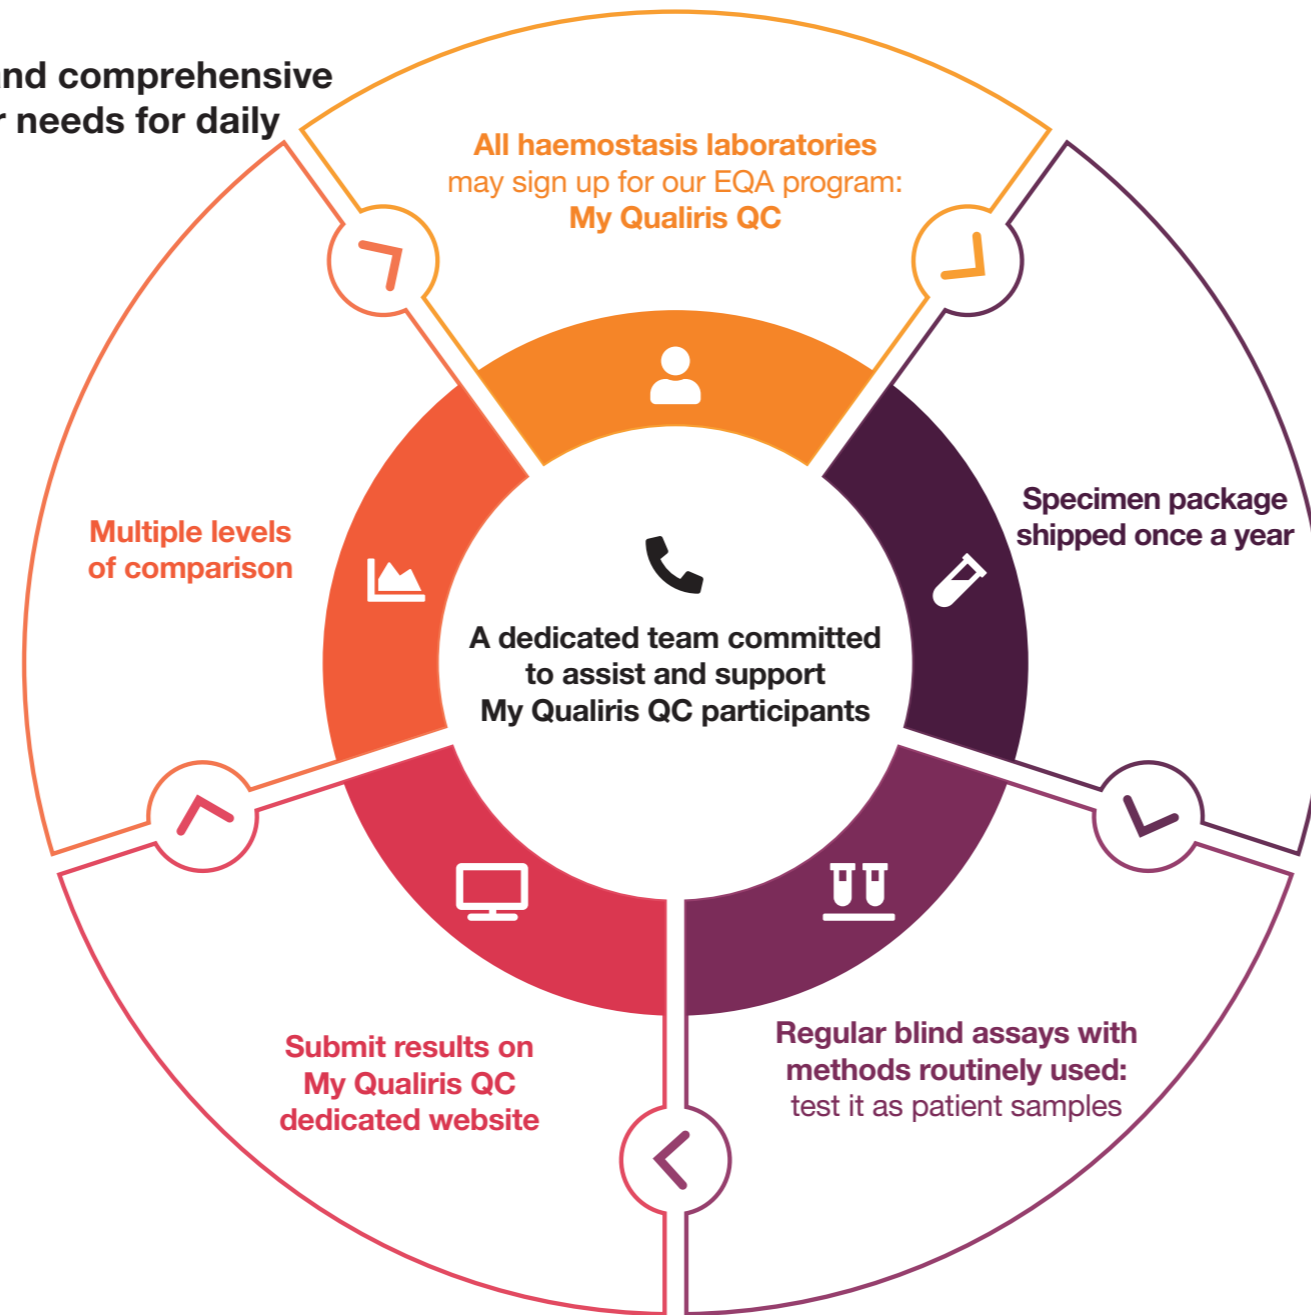 and comprehensive
r needs for daily
All haemostasis laboratories
may sign up for our EQA program:
My Qualiris QC
Specimen package
shipped once a year
Regular blind assays with
methods routinely used:
test it as patient samples
Submit results on
My Qualiris QC
dedicated website
Multiple levels
of comparison
A dedicated team committed
to assist and support
My Qualiris QC participants